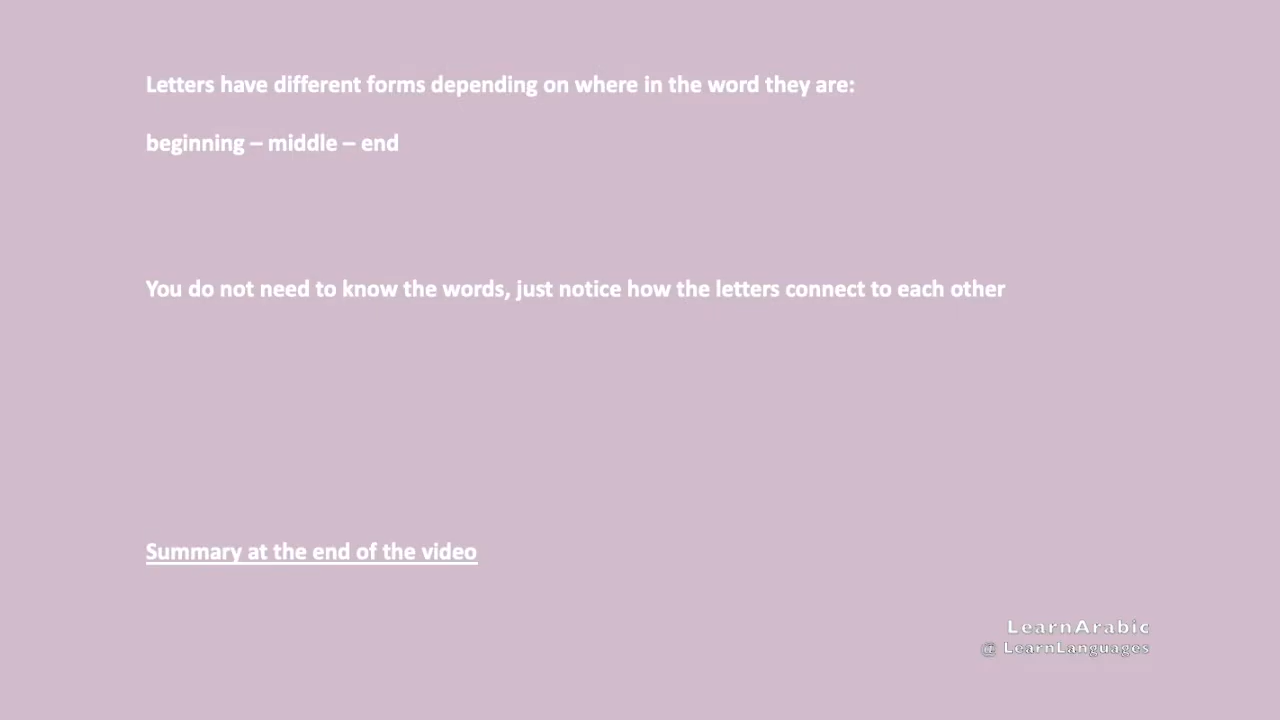 Letters have different forms depending on where in the word they are:
beginning – middle – end
You do not need to know the words, just notice how the letters connect to each other
Summary at the end of the video
LearnArabic
@ LearnLanguages